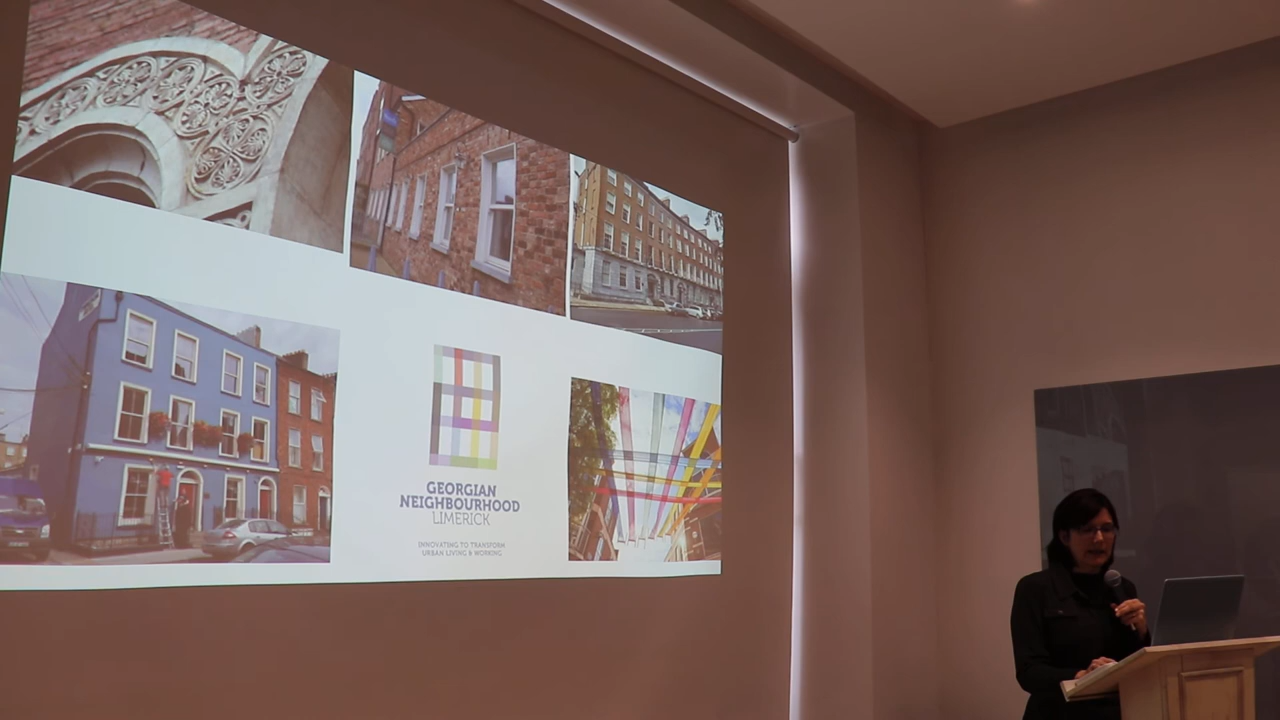 GEORGIAN
NEIGHBOURHOOD
LIMERICK
INNOVATING TO TRANSFORM
URBAN LIVING & WORKING